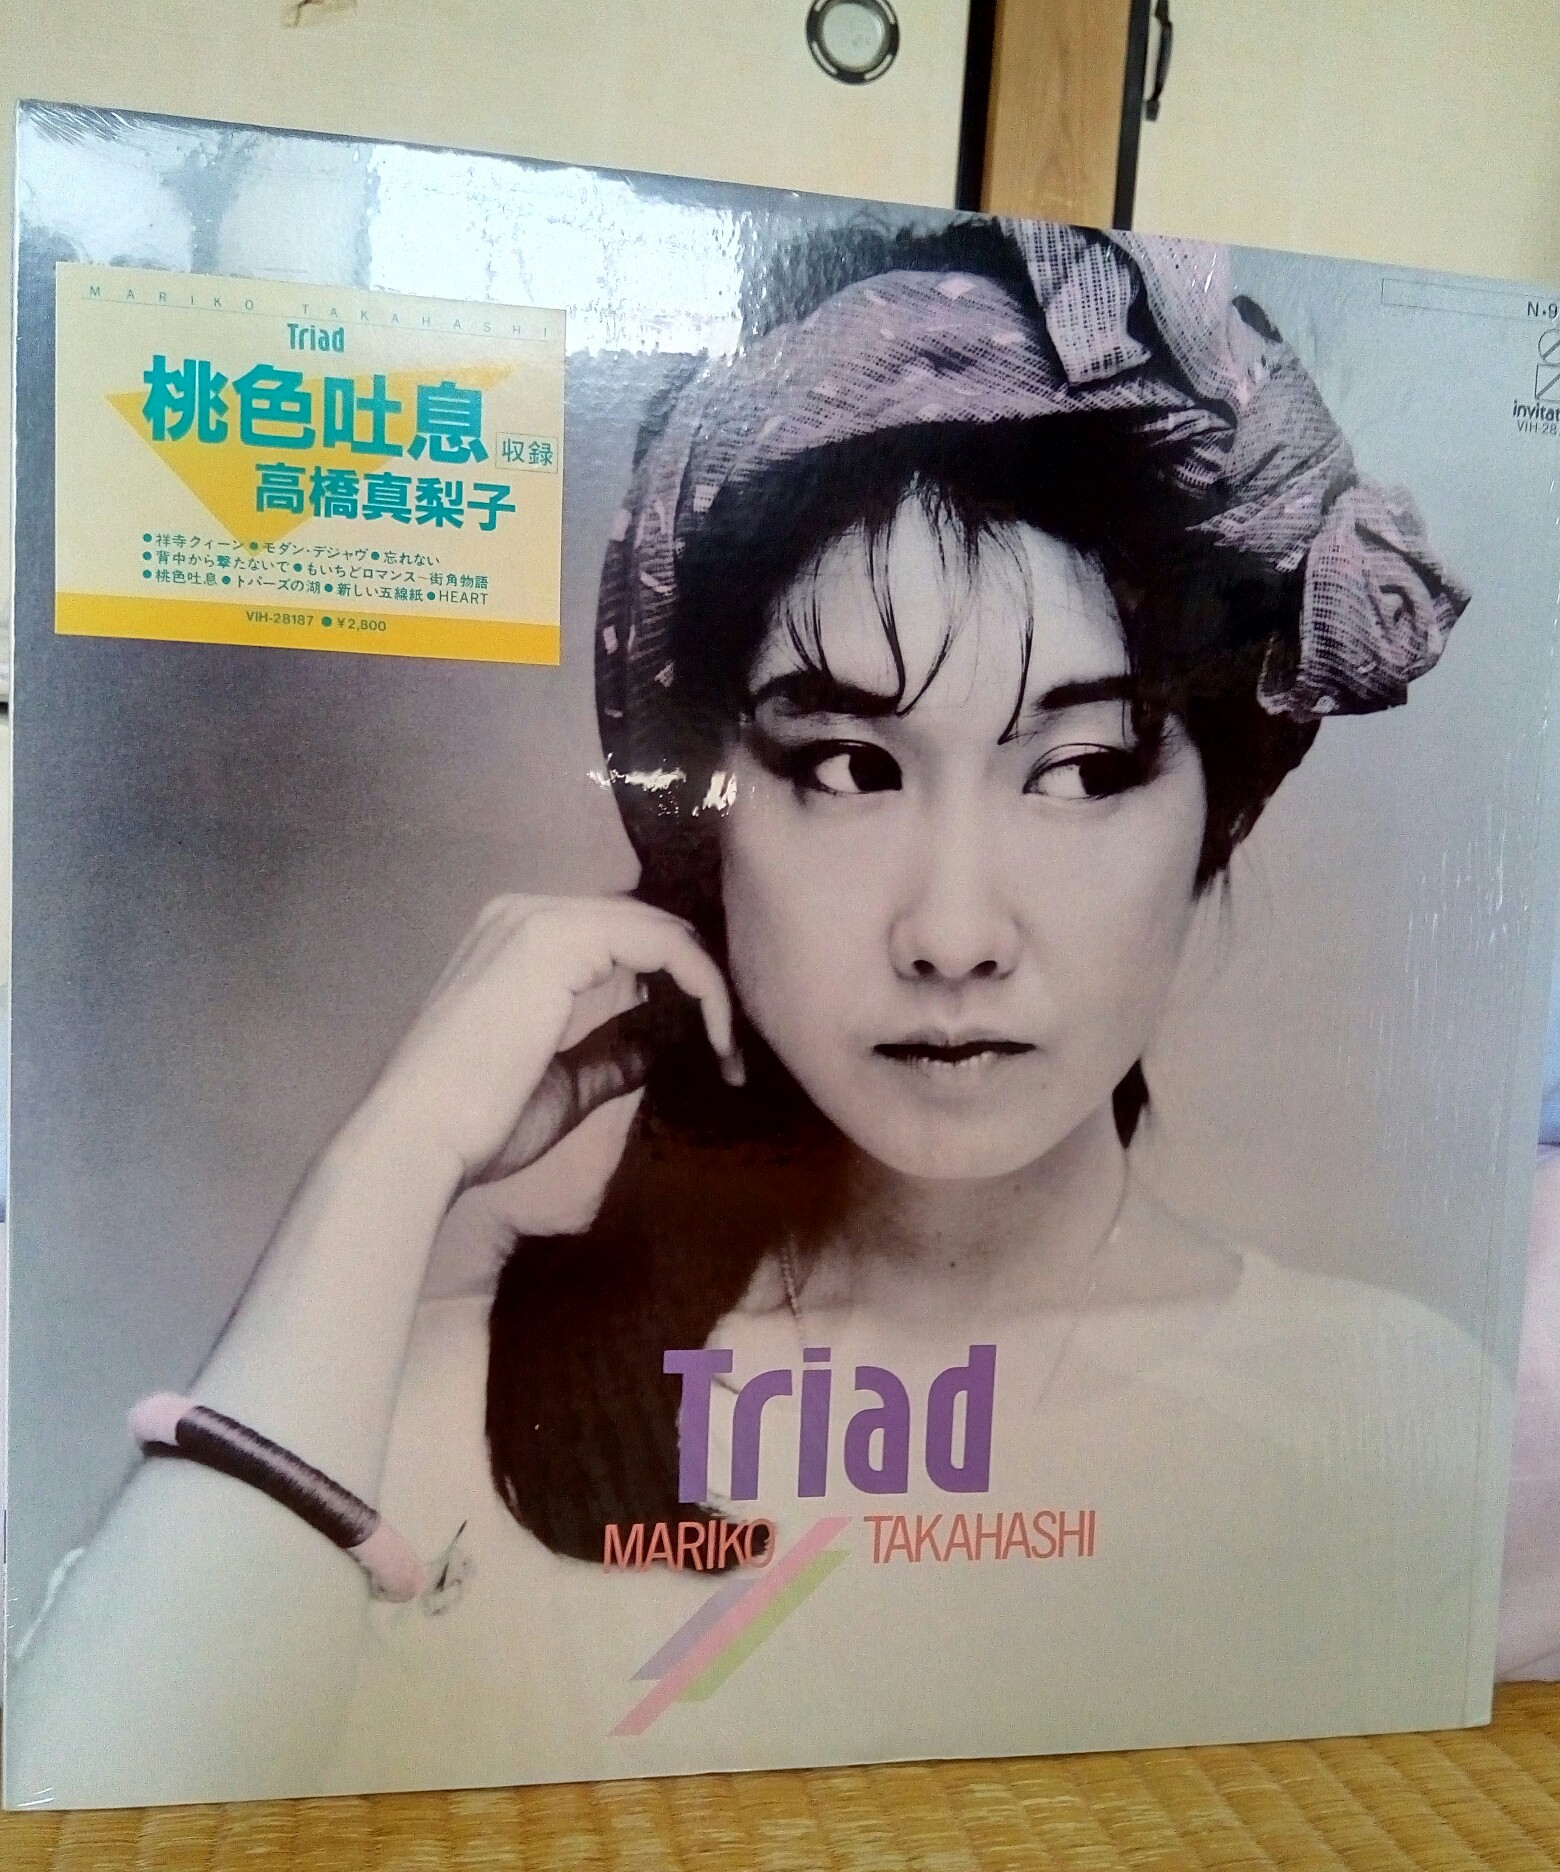 MARIKO TAKAHASHI
Triad
桃色吐息
収録
高橋真梨子
●祥寺クィーン●モダン・デジャヴ●忘れない
●背中から撃たないで●もいちどロマンス~街角物語
●桃色吐息●トパーズの湖●新しい五線紙●HEART
VIH-28187 ●¥2,800
N・9
invitat
VIH-28
Triad
MARIKO TAKAHASHI